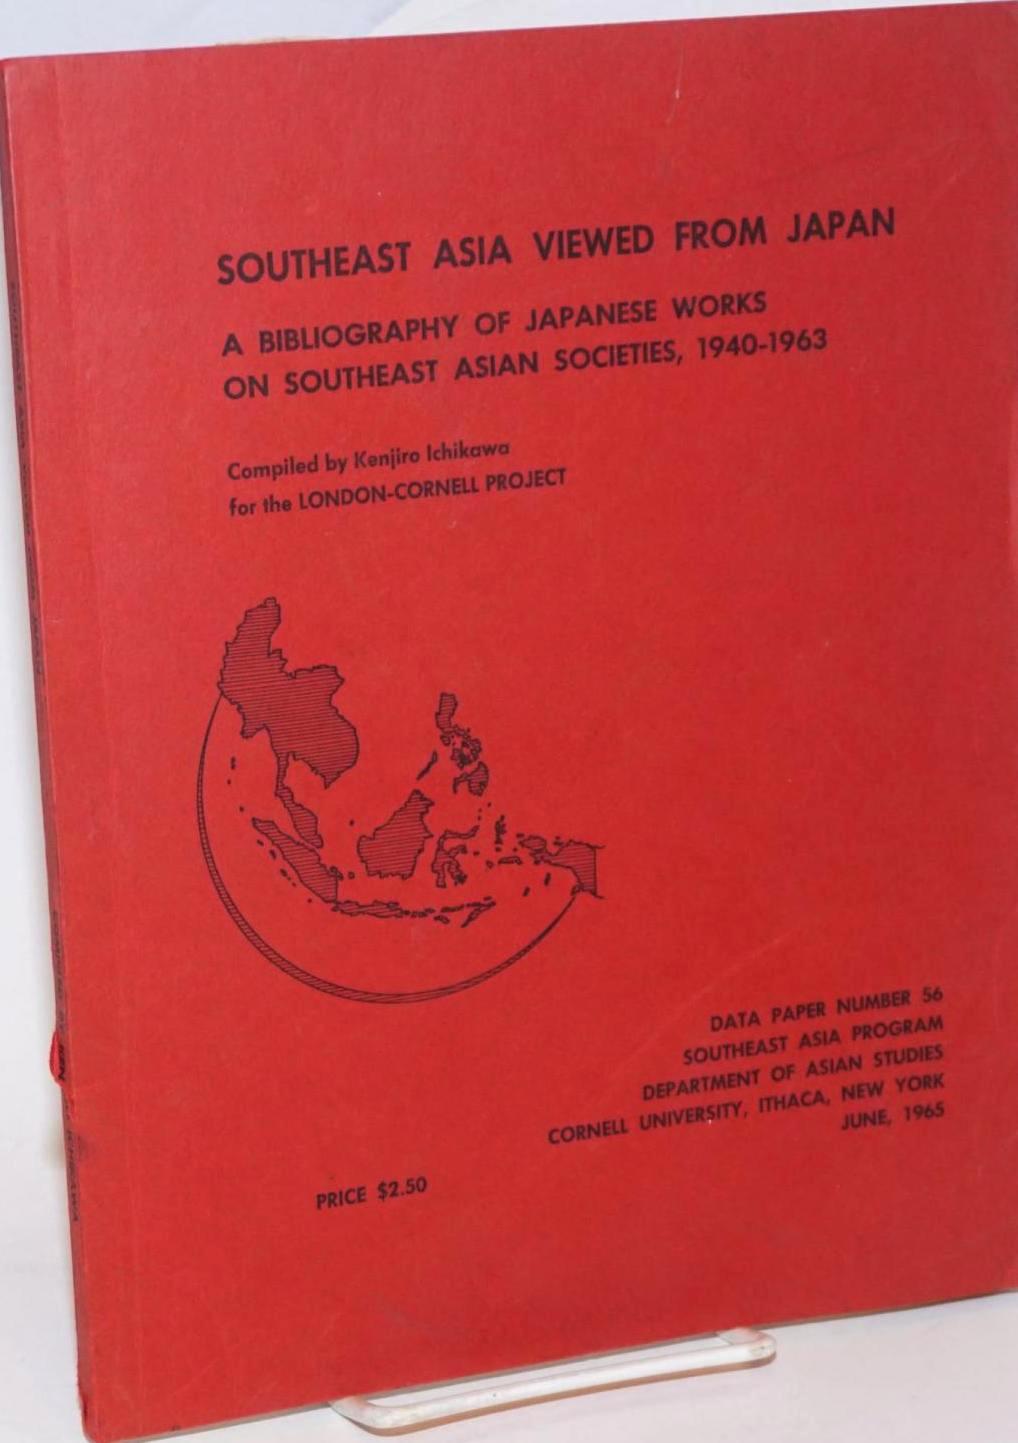 SOUTHEAST ASIA VIEWED FROM JAPAN
A BIBLIOGRAPHY OF JAPANESE WORKS
ON SOUTHEAST ASIAN SOCIETIES, 1940-1963
Compiled by Kenjiro Ichikawa
for the LONDON-CORNELL PROJECT
DATA PAPER NUMBER 56
SOUTHEAST ASIA PROGRAM
DEPARTMENT OF ASIAN STUDIES
CORNELL UNIVERSITY, ITHACA, NEW YORK
JUNE, 1965
PRICE $2.50